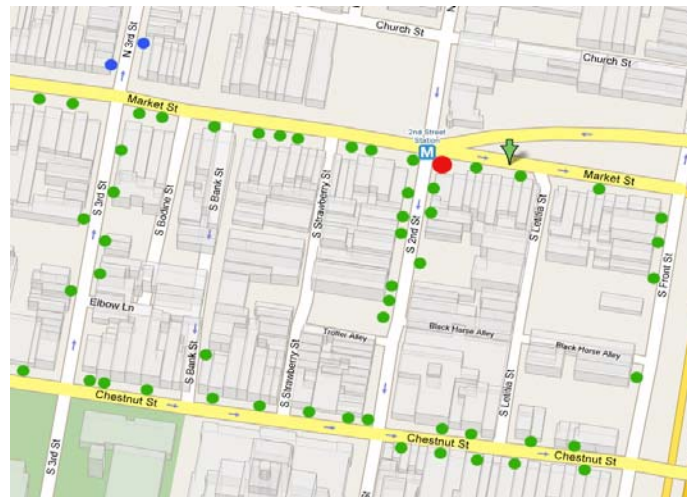 N
Church St
N 3rd St
Church St
Market St
2nd Street
Station
M
Market St
S 3rd St
S Bodine St
S Bank St
S Strawberry St
S 2nd St
S Letitia St
S Front St
Elbow Ln
Trotter Alley
Black Horse Alley
Black Horse Alley
S Bank St
S Strawberry St
S Letitia St
Chestnut St
Chestnut St
Chestnut St
S 3rd St